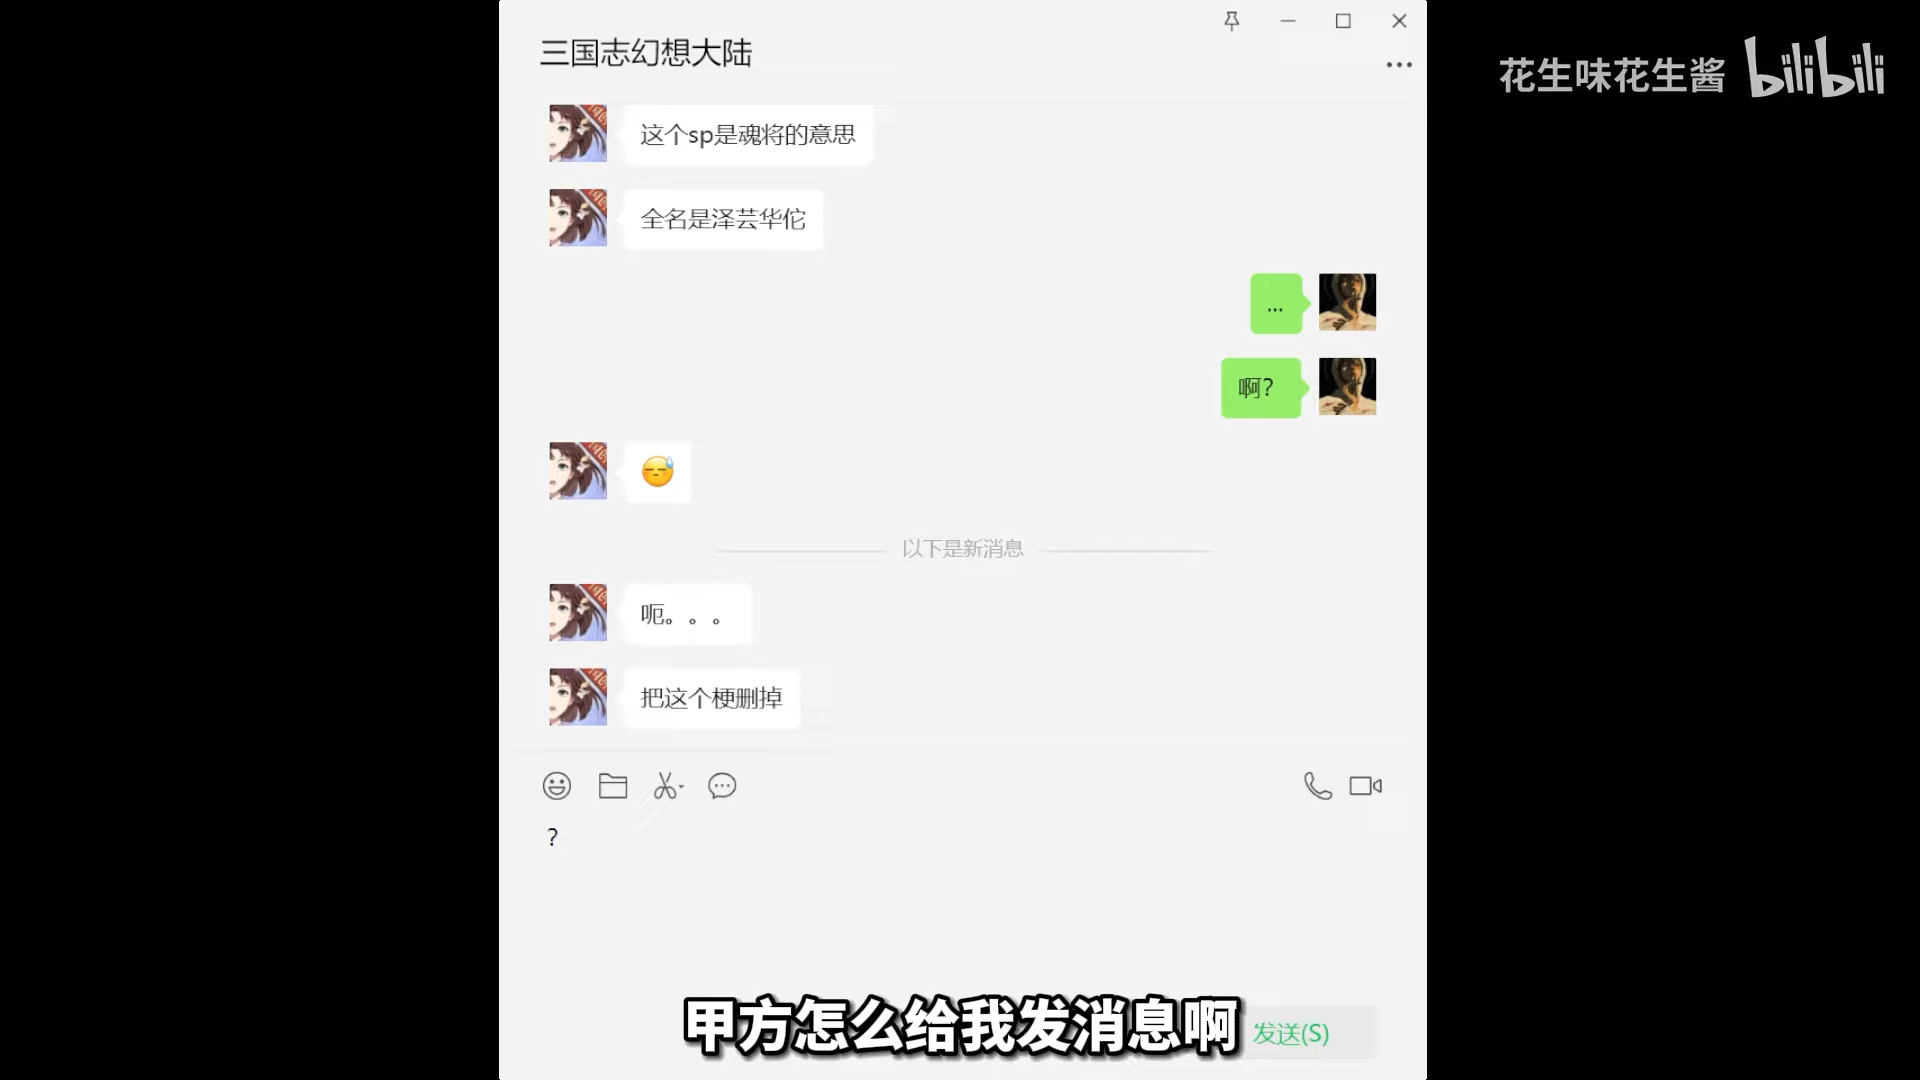 三国志幻想大陆
花生味花生酱 bilibili
这个sp是魂将的意思
全名是泽芸华佗
...
啊？
以下是新消息
呃。。。
把这个梗删掉
？
甲方怎么给我发消息啊
发送(S)